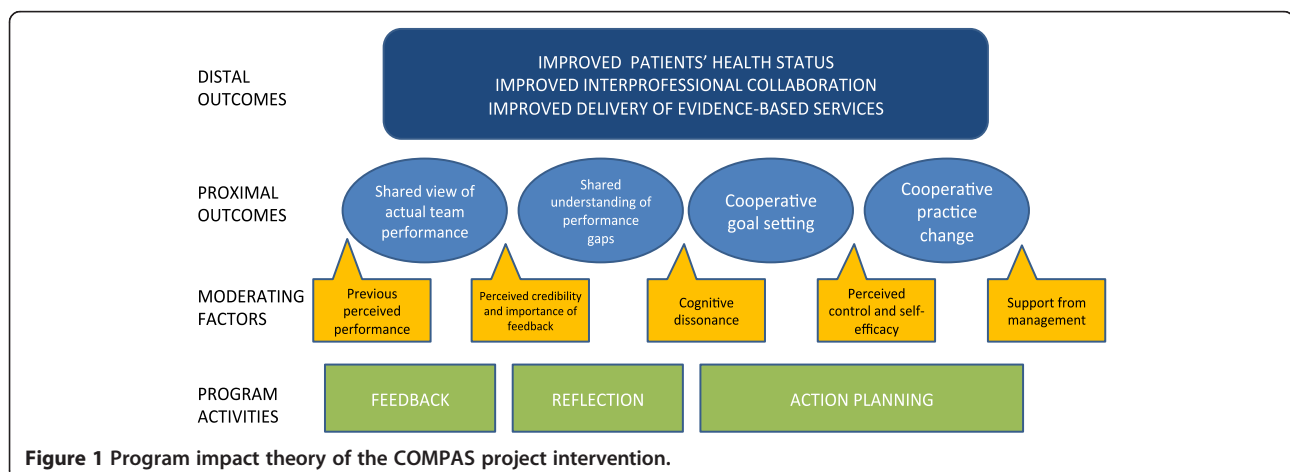 DISTAL
OUTCOMES
IMPROVED PATIENTS' HEALTH STATUS
IMPROVED INTERPROFESSIONAL COLLABORATION
IMPROVED DELIVERY OF EVIDENCE-BASED SERVICES
PROXIMAL
OUTCOMES
Shared view of
actual team
performance
Shared
understanding of
performance
gaps
Cooperative
goal setting
Cooperative
practice
change
MODERATING
FACTORS
Previous
perceived
performance
Perceived credibility
and importance of
feedback
Cognitive
dissonance
Perceived
control and self-
efficacy
Support from
management
PROGRAM
ACTIVITIES
FEEDBACK
REFLECTION
ACTION PLANNING
Figure 1 Program impact theory of the COMPAS project intervention.